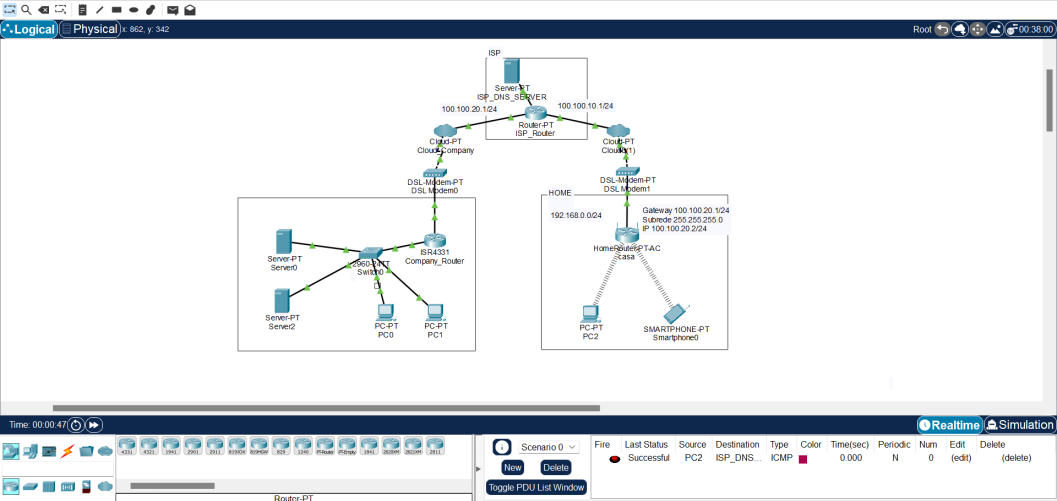 Logical
Physical
x: 862, y: 342
Root
00:38:00
ISP
Server-PT
ISP_DNS_SERVER
100.100.20.1/24
100.100.10.1/24
Router-PT
ISP_Router
Cloud-PT
Cloud_Company
Cloud-PT
DSL-Modem-PT
DSL Modem0
DSL-Modem-PT
DSL Modem1
HOME
192.168.0.0/24
Gateway 100.100.20.1/24
Subrede 255.255.255.0
IP 100.100.20.2/24
HomeRouter-PT-AC
casa
ISR4331
Company_Router
Server-PT
Server0
2960-24TT
Switch0
Server-PT
Server2
PC-PT
PC0
PC-PT
PC1
PC-PT
PC2
SMARTPHONE-PT
Smartphone0
Time: 00:00:47
Realtime
Simulation
4331 4321 1941 2901 2911 819IOX 819HGW 829 1240 PT-Router PT-Empty 1841 2620XM 2621XM 2811
Router-PT
Scenario 0
New
Delete
Toggle PDU List Window
Fire Last Status Source Destination Type Color Time(sec) Periodic Num Edit Delete
Successful PC2 ISP_DNS... ICMP 0.000 N 0 (edit) (delete)